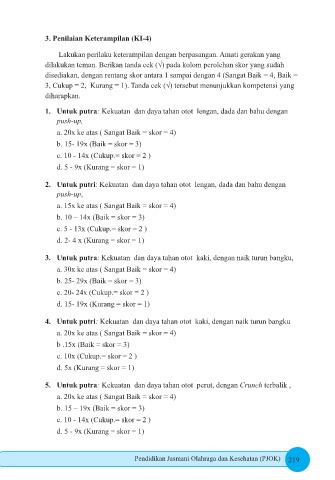 3. Penilaian Keterampilan (KI-4)
Lakukan perilaku keterampilan dengan berpasangan. Amati gerakan yang
dilakukan teman. Berikan tanda cek (√) pada kolom perolehan skor yang sudah
disediakan, dengan rentang skor antara 1 sampai dengan 4 (Sangat Baik = 4, Baik =
3, Cukup = 2, Kurang = 1). Tanda cek (√) tersebut menunjukkan kompetensi yang
diharapkan.
1. Untuk putra: Kekuatan dan daya tahan otot lengan, dada dan bahu dengan
push-up,
a. 20x ke atas ( Sangat Baik = skor = 4)
b. 15- 19x (Baik = skor = 3)
c. 10 - 14x (Cukup.= skor = 2 )
d. 5 - 9x (Kurang = skor = 1)
2. Untuk putri: Kekuatan dan daya tahan otot lengan, dada dan bahu dengan
push-up,
a. 15x ke atas ( Sangat Baik = skor = 4)
b. 10 – 14x (Baik = skor = 3)
c. 5 - 13x (Cukup.= skor = 2 )
d. 2- 4 x (Kurang = skor = 1)
3. Untuk putra: Kekuatan dan daya tahan otot kaki, dengan naik turun bangku,
a. 30x ke atas ( Sangat Baik = skor = 4)
b. 25- 29x (Baik = skor = 3)
c. 20- 24x (Cukup.= skor = 2 )
d. 15- 19x (Kurang = skor = 1)
4. Untuk putri: Kekuatan dan daya tahan otot kaki, dengan naik turun bangku
a. 20x ke atas ( Sangat Baik = skor = 4)
b .15x (Baik = skor = 3)
c. 10x (Cukup.= skor = 2 )
d. 5x (Kurang = skor = 1)
5. Untuk putra: Kekuatan dan daya tahan otot perut, dengan Crunch terbalik ,
a. 20x ke atas ( Sangat Baik = skor = 4)
b. 15 – 19x (Baik = skor = 3)
c. 10 - 14x (Cukup.= skor = 2 )
d. 5 - 9x (Kurang = skor = 1)
Pendidikan Jasmani Olahraga dan Kesehatan (PJOK) 219